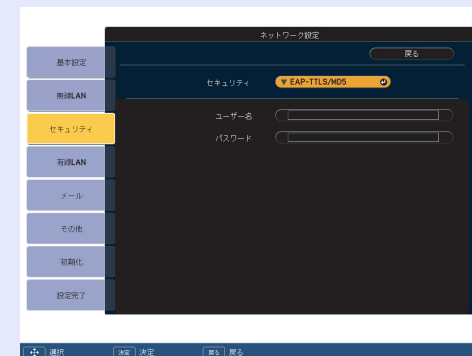 ネットワーク設定
戻る
基本設定
無線LAN
セキュリティ
有線LAN
メール
その他
初期化
設定完了
セキュリティ ▼ EAP-TTLS/MD5
ユーザー名
パスワード
選択 決定 決定 戻る 戻る